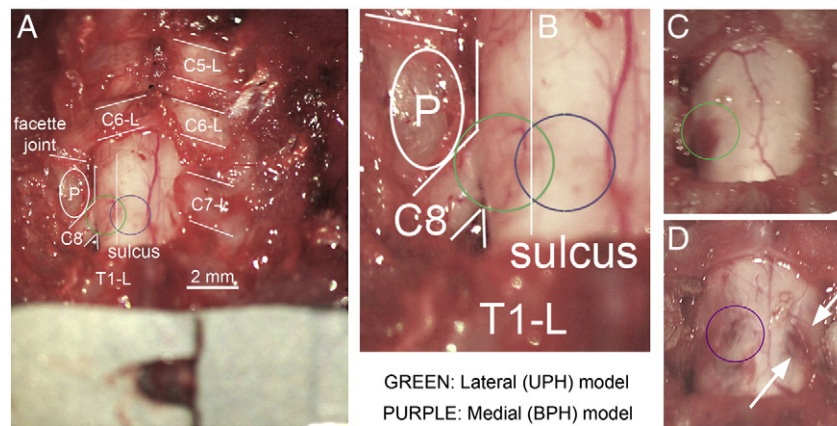 A
C5-L
C6-L
C6-L
facette
joint
P
C7-L
C8
sulcus
T1-L
2 mm
B
P
C8
sulcus
T1-L
GREEN: Lateral (UPH) model
PURPLE: Medial (BPH) model
C
D